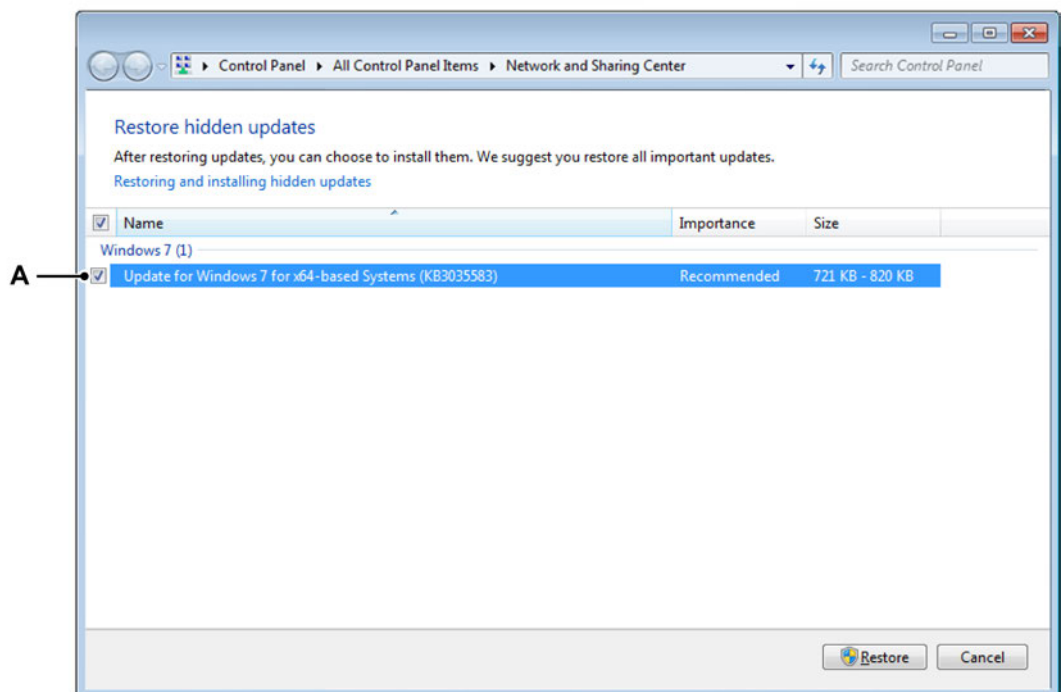 Control Panel ▸ All Control Panel Items ▸ Network and Sharing Center
Search Control Panel
Restore hidden updates
After restoring updates, you can choose to install them. We suggest you restore all important updates.
Restoring and installing hidden updates
Name Importance Size
Windows 7 (1)
A
Update for Windows 7 for x64-based Systems (KB3035583) Recommended 721 KB - 820 KB
Restore Cancel